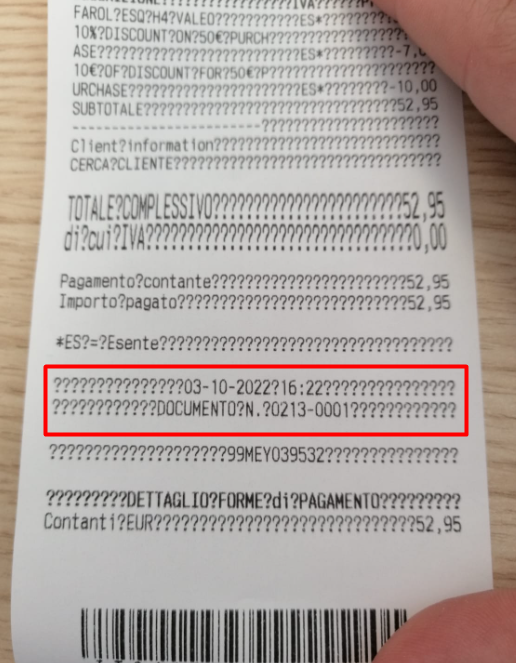 FAROL?ESQ?H4?VALEO???????????ES*????????
10%?DISCOUNT?ON?50€?PURCH????????????????
ASE??????????????????????????ES*?????????-7,
10€?OF?DISCOUNT?FOR?50€?P????????????????
URCHASE??????????????????????ES*????????-10,00
SUBTOTALE??????????????????????????????52,95
-----------------------??????????????????????
Client?information???????????????????????
CERCA?CLIENTE????????????????????????????
TOTALE?COMPLESSIVO???????????????????????52,95
di?cui?IVA???????????????????????????????0,00
Pagamento?contante???????????????????????52,95
Importo?pagato???????????????????????????52,95
*ES?=?Esente?????????????????????????????????
???????????????03-10-2022?16:22???????????????
????????????DOCUMENTO?N.?0213-0001????????????
????????????????????99MEY039532???????????????
?????????DETTAGLIO?FORME?di?PAGAMENTO?????????
Contanti?EUR?????????????????????????????52,95